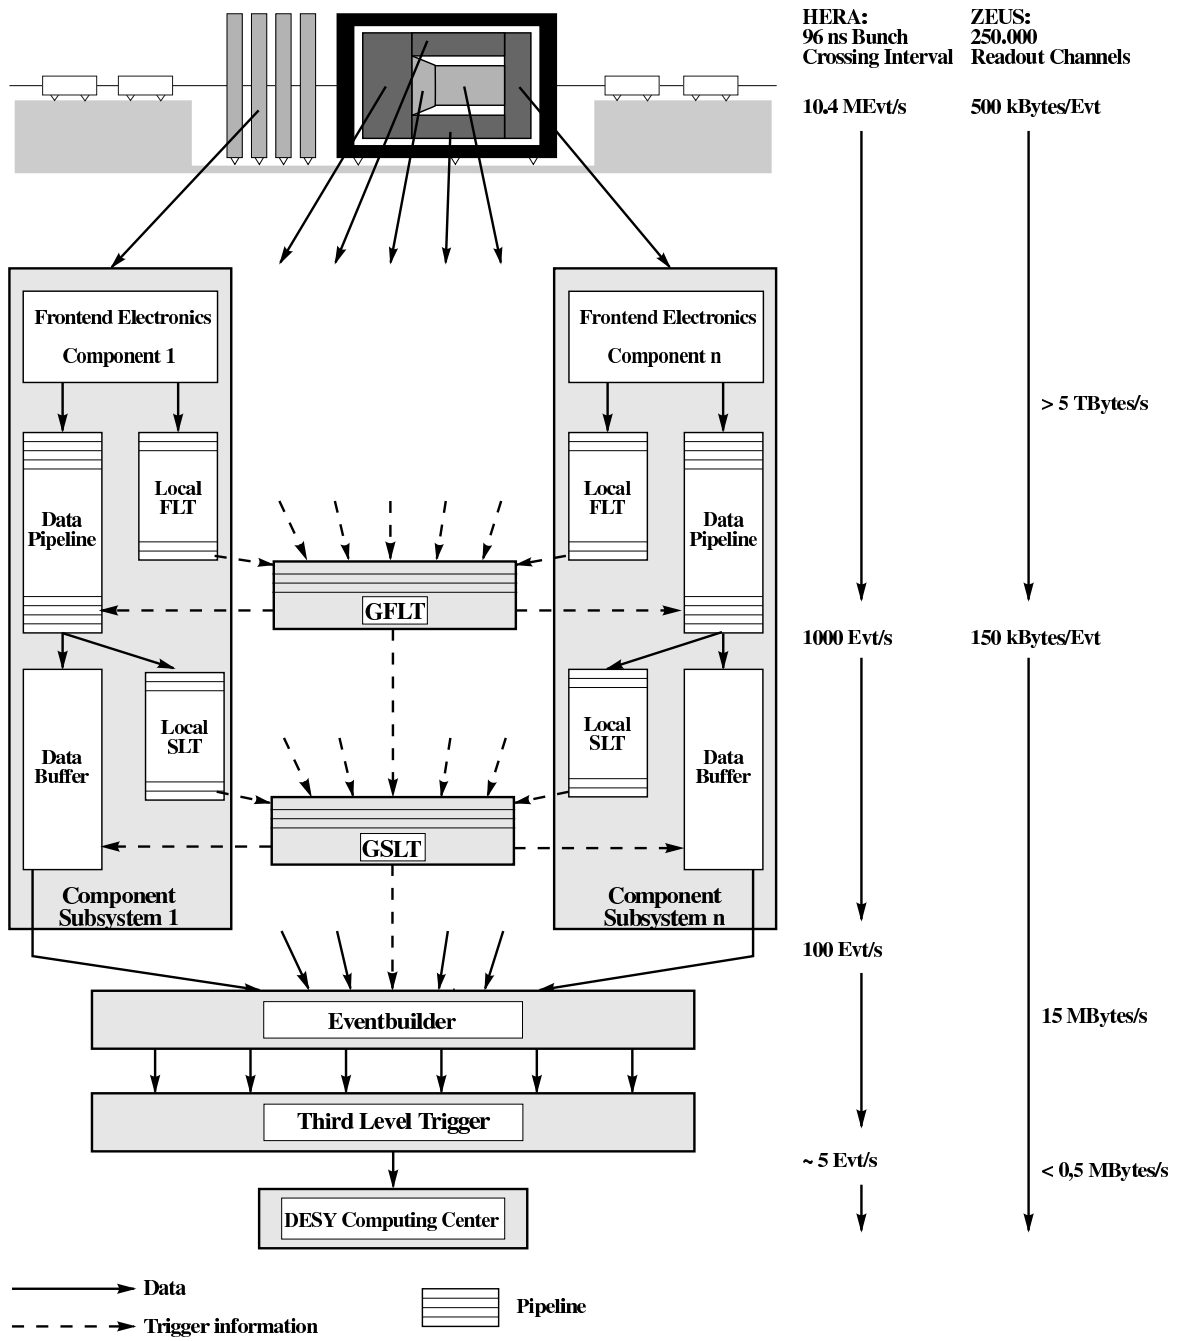 HERA:
96 ns Bunch
Crossing Interval
ZEUS:
250.000
Readout Channels
10.4 MEvt/s
500 kBytes/Evt
Frontend Electronics
Component 1
Frontend Electronics
Component n
> 5 TBytes/s
Data
Pipeline
Local
FLT
Local
FLT
Data
Pipeline
GFLT
1000 Evt/s
150 kBytes/Evt
Data
Buffer
Local
SLT
Local
SLT
Data
Buffer
GSLT
Component
Subsystem 1
Component
Subsystem n
100 Evt/s
Eventbuilder
15 MBytes/s
Third Level Trigger
~ 5 Evt/s
< 0,5 MBytes/s
DESY Computing Center
Data
Trigger information
Pipeline